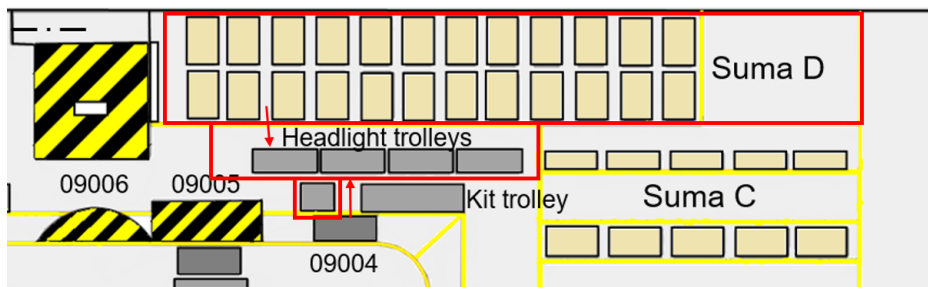 Suma D
Headlight trolleys
09006
09005
Kit trolley
Suma C
09004